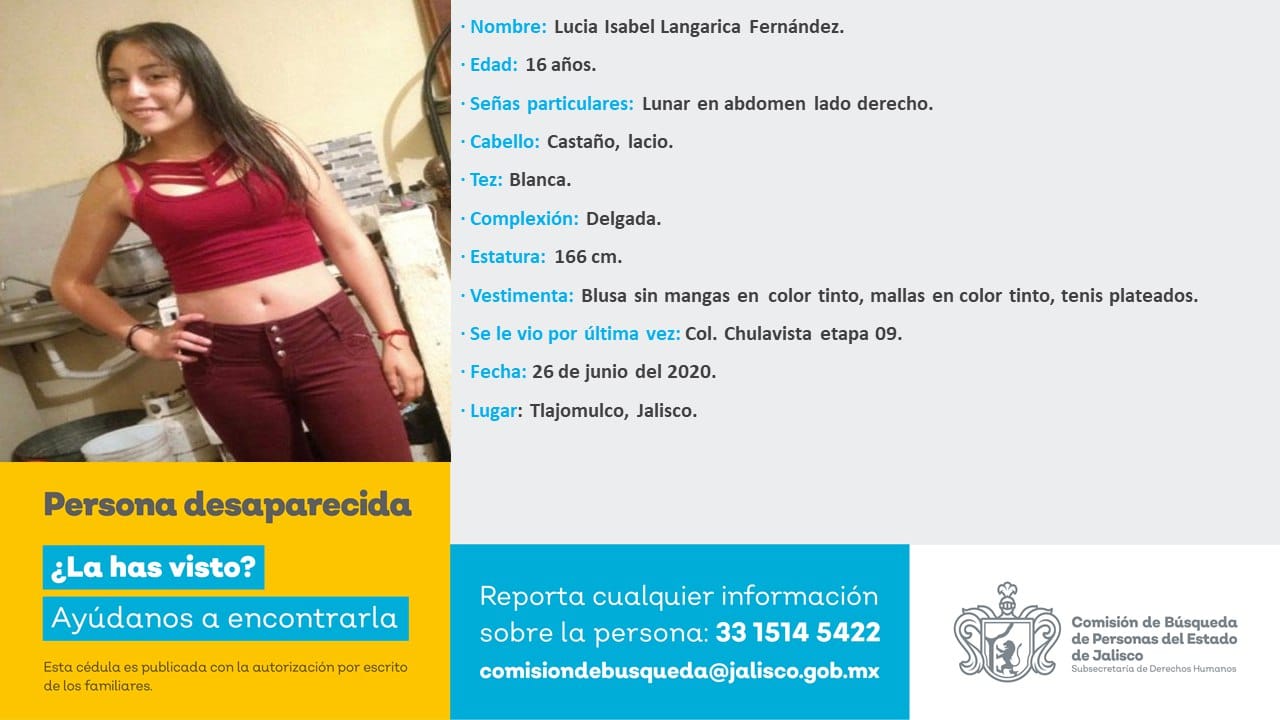 · Nombre: Lucia Isabel Langarica Fernández.
· Edad: 16 años.
· Señas particulares: Lunar en abdomen lado derecho.
· Cabello: Castaño, lacio.
· Tez: Blanca.
· Complexión: Delgada.
· Estatura: 166 cm.
· Vestimenta: Blusa sin mangas en color tinto, mallas en color tinto, tenis plateados.
· Se le vio por última vez: Col. Chulavista etapa 09.
· Fecha: 26 de junio del 2020.
· Lugar: Tlajomulco, Jalisco.
Persona desaparecida
¿La has visto?
Ayúdanos a encontrarla
Esta cédula es publicada con la autorización por escrito
de los familiares.
Reporta cualquier información
sobre la persona: 33 1514 5422
comisiondebusqueda@jalisco.gob.mx
Comisión de Búsqueda
de Personas del Estado
de Jalisco
Subsecretaría de Derechos Humanos